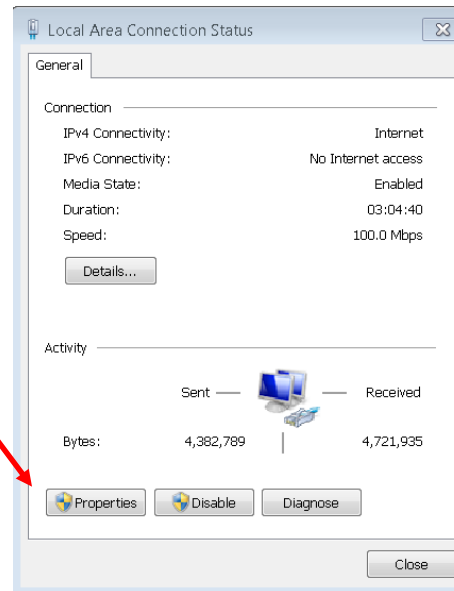 Local Area Connection Status
General
Connection
IPv4 Connectivity: Internet
IPv6 Connectivity: No Internet access
Media State: Enabled
Duration: 03:04:40
Speed: 100.0 Mbps
Details...
Activity
Sent — — Received
Bytes: 4,382,789 | 4,721,935
Properties Disable Diagnose
Close